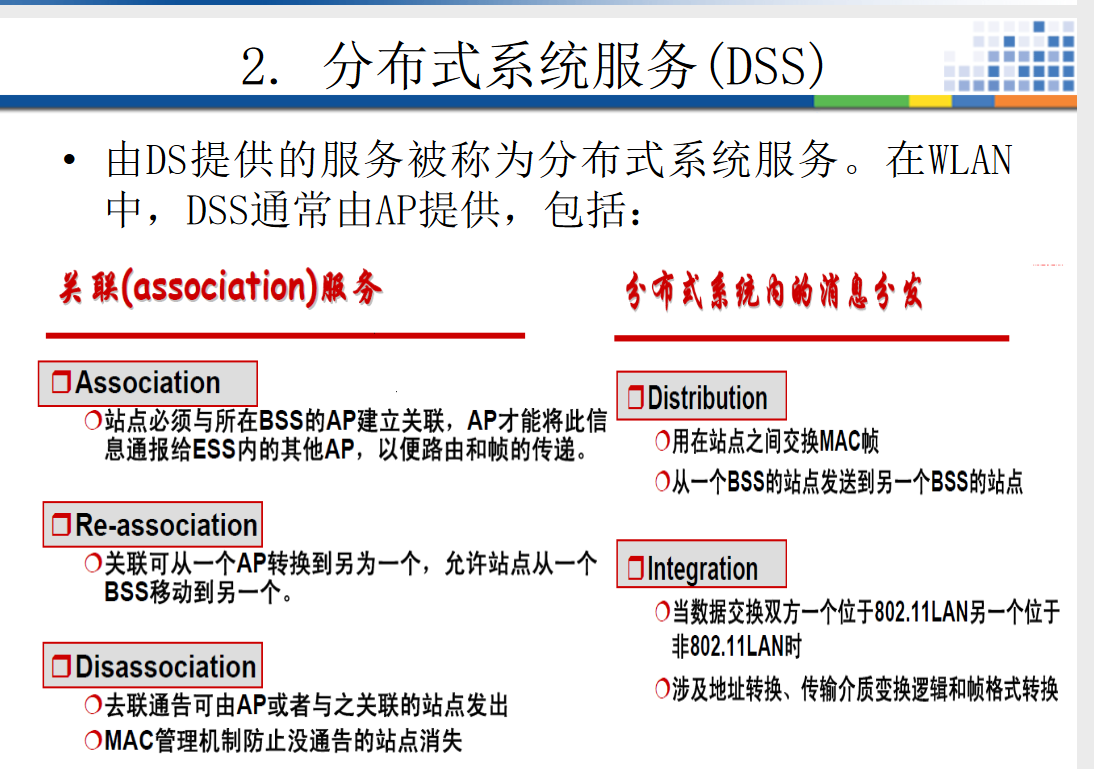 2. 分布式系统服务(DSS)
• 由DS提供的服务被称为分布式系统服务。在WLAN
中，DSS通常由AP提供，包括：
关联(association)服务
Association
站点必须与所在BSS的AP建立关联，AP才能将此信
息通报给ESS内的其他AP，以便路由和帧的传递。
Re-association
关联可从一个AP转换到另为一个，允许站点从一个
BSS移动到另一个。
Disassociation
去联通告可由AP或者与之关联的站点发出
MAC管理机制防止没通告的站点消失
分布式系统内的消息分发
Distribution
用在站点之间交换MAC帧
从一个BSS的站点发送到另一个BSS的站点
Integration
当数据交换双方一个位于802.11LAN另一个位于
非802.11LAN时
涉及地址转换、传输介质变换逻辑和帧格式转换